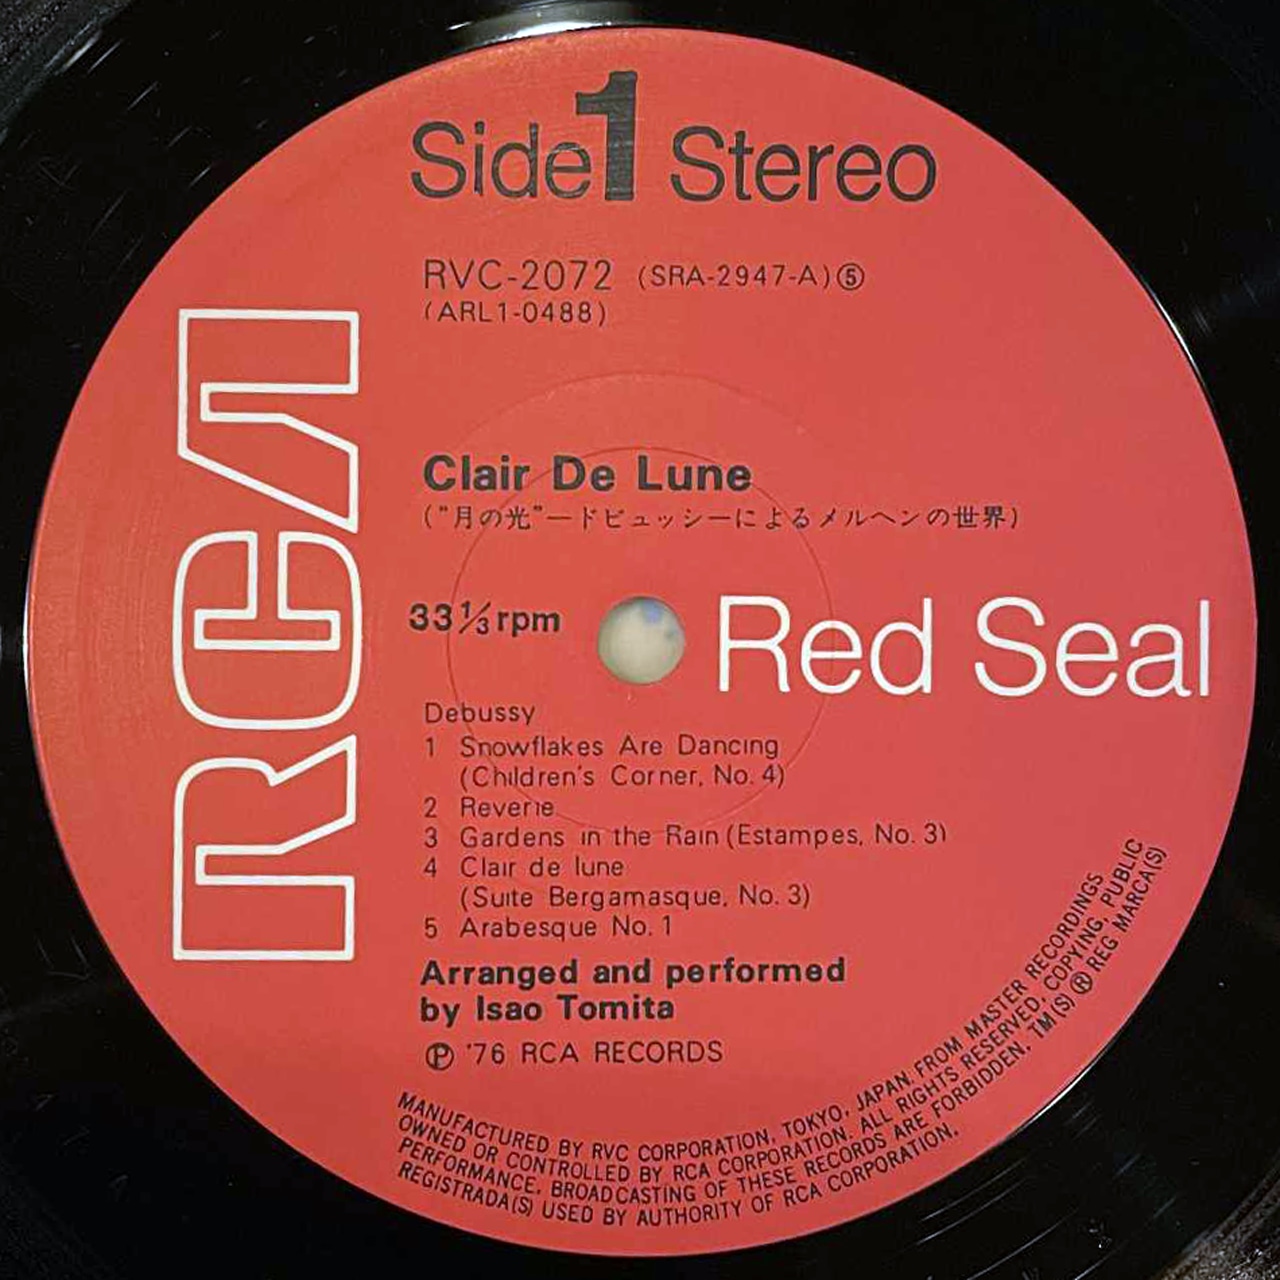 Side 1 Stereo
RVC-2072 (SRA-2947-A)⑤
(ARL1-0488)
RCA
Clair De Lune
("月の光"ードビュッシーによるメルヘンの世界)
33⅓rpm
Red Seal
Debussy
1 Snowflakes Are Dancing
(Children's Corner, No. 4)
2 Reverie
3 Gardens in the Rain (Estampes, No. 3)
4 Clair de lune
(Suite Bergamasque, No. 3)
5 Arabesque No. 1
Arranged and performed
by Isao Tomita
℗ '76 RCA RECORDS
MANUFACTURED BY RVC CORPORATION, TOKYO, JAPAN. FROM MASTER RECORDINGS
OWNED OR CONTROLLED BY RCA CORPORATION. ALL RIGHTS RESERVED, COPYING, PUBLIC
PERFORMANCE, BROADCASTING OF THESE RECORDS ARE FORBIDDEN. TM(S) ® REG MARCA(S)
REGISTRADA(S) USED BY AUTHORITY OF RCA CORPORATION.